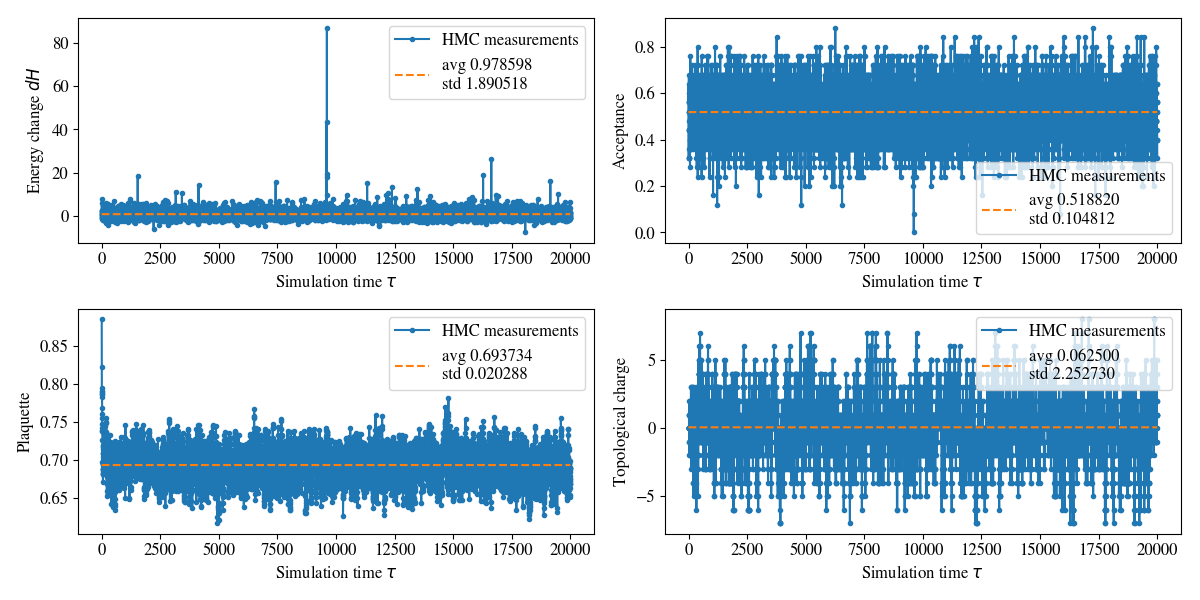 Energy change dH
80
60
40
20
0
HMC measurements
avg 0.978598
std 1.890518
0
2500
5000
7500
10000
12500
15000
17500
20000
Simulation time τ
Acceptance
0.8
0.6
0.4
0.2
0.0
HMC measurements
avg 0.518820
std 0.104812
0
2500
5000
7500
10000
12500
15000
17500
20000
Simulation time τ
Plaquette
0.85
0.80
0.75
0.70
0.65
HMC measurements
avg 0.693734
std 0.020288
0
2500
5000
7500
10000
12500
15000
17500
20000
Simulation time τ
Topological charge
5
0
−5
HMC measurements
avg 0.062500
std 2.252730
0
2500
5000
7500
10000
12500
15000
17500
20000
Simulation time τ